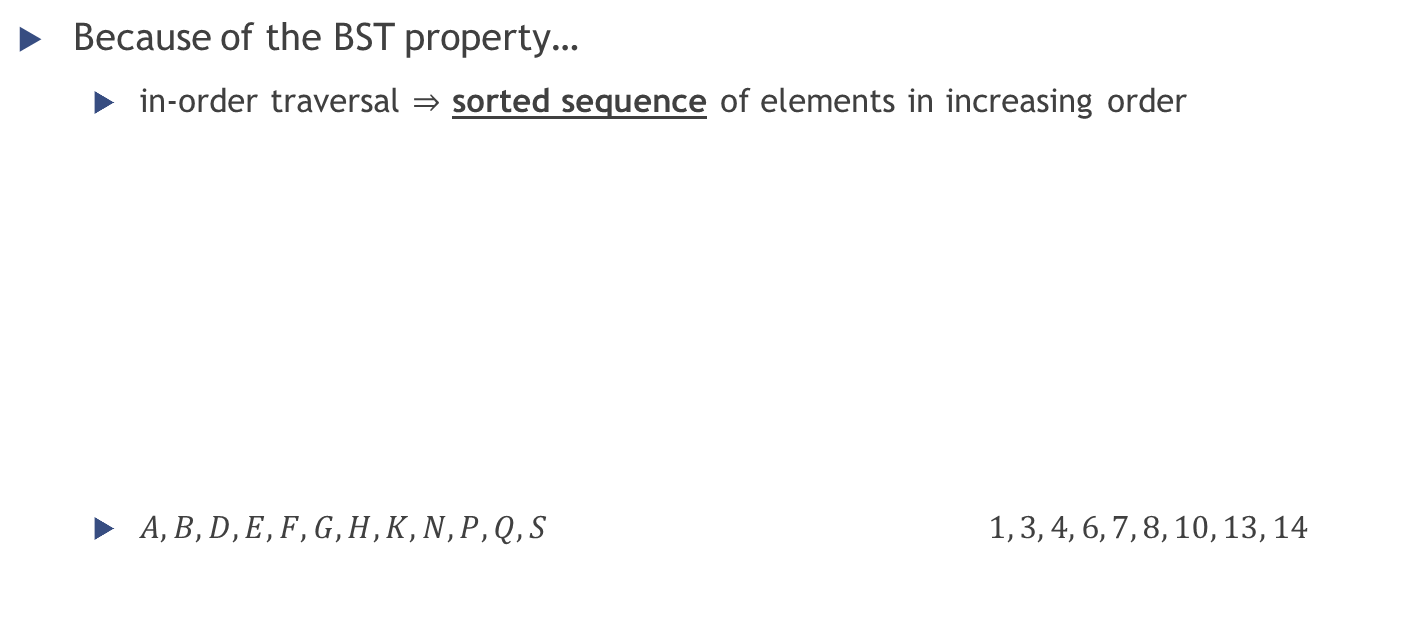 Because of the BST property…
in-order traversal ⇒ sorted sequence of elements in increasing order
A, B, D, E, F, G, H, K, N, P, Q, S 1, 3, 4, 6, 7, 8, 10, 13, 14